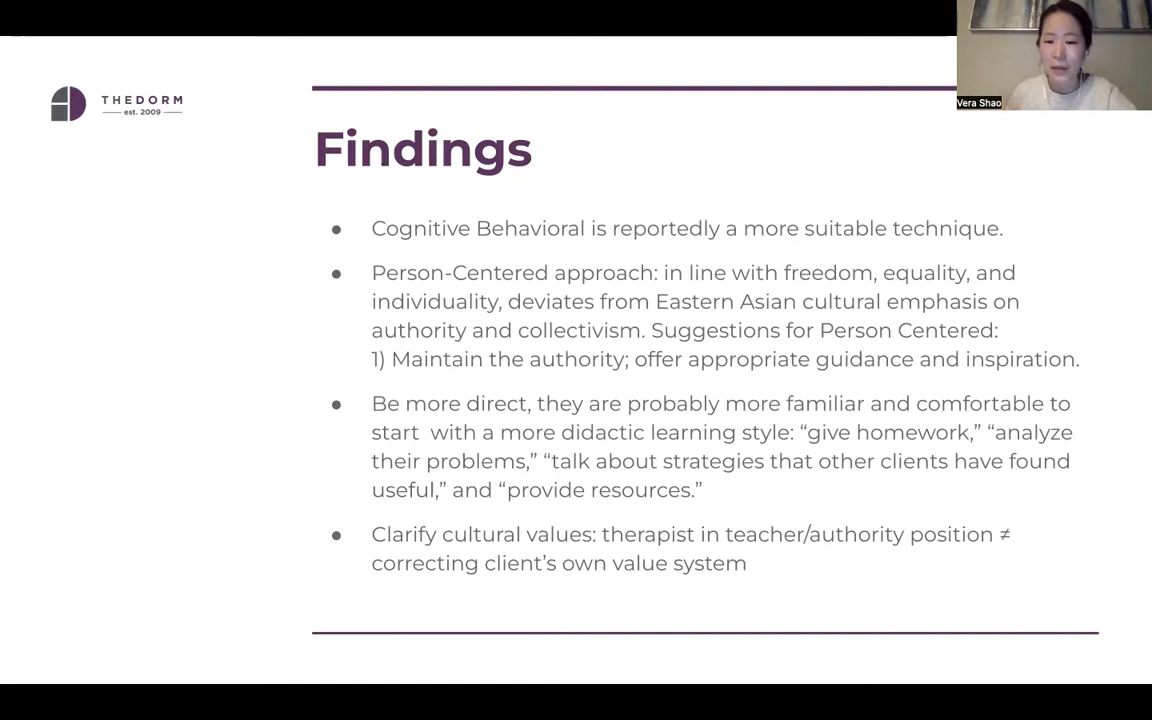 THEDORM
est. 2009
Vera Shao
Findings
● Cognitive Behavioral is reportedly a more suitable technique.
● Person-Centered approach: in line with freedom, equality, and
individuality, deviates from Eastern Asian cultural emphasis on
authority and collectivism. Suggestions for Person Centered:
1) Maintain the authority; offer appropriate guidance and inspiration.
● Be more direct, they are probably more familiar and comfortable to
start with a more didactic learning style: “give homework,” “analyze
their problems,” “talk about strategies that other clients have found
useful,” and “provide resources.”
● Clarify cultural values: therapist in teacher/authority position ≠
correcting client’s own value system